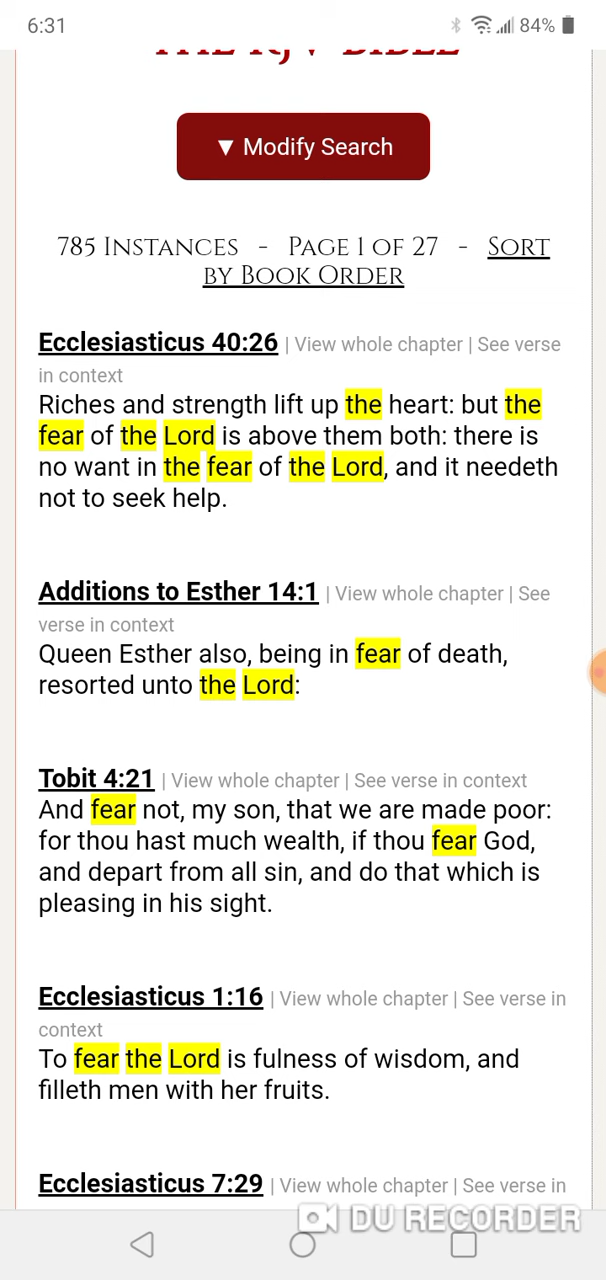 6:31 84%
▼ Modify Search
785 Instances - Page 1 of 27 - Sort
by Book Order
Ecclesiasticus 40:26 | View whole chapter | See verse
in context
Riches and strength lift up the heart: but the
fear of the Lord is above them both: there is
no want in the fear of the Lord, and it needeth
not to seek help.
Additions to Esther 14:1 | View whole chapter | See
verse in context
Queen Esther also, being in fear of death,
resorted unto the Lord:
Tobit 4:21 | View whole chapter | See verse in context
And fear not, my son, that we are made poor:
for thou hast much wealth, if thou fear God,
and depart from all sin, and do that which is
pleasing in his sight.
Ecclesiasticus 1:16 | View whole chapter | See verse in
context
To fear the Lord is fulness of wisdom, and
filleth men with her fruits.
Ecclesiasticus 7:29 | View whole chapter | See verse in
DU RECORDER